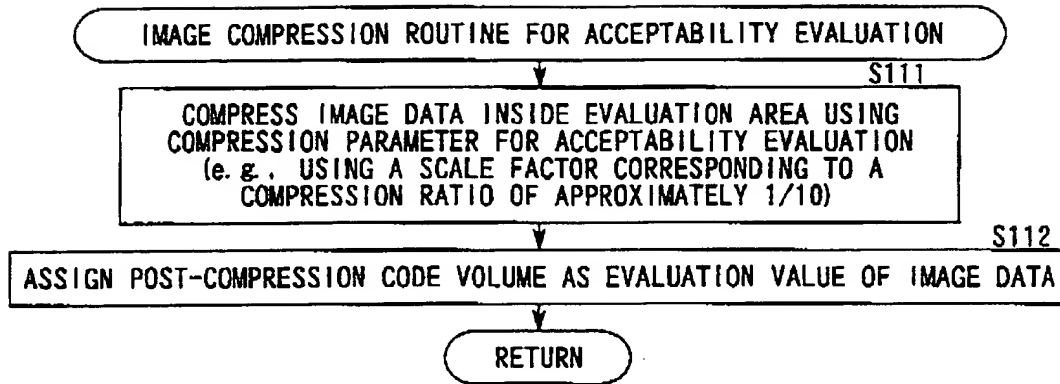 IMAGE COMPRESSION ROUTINE FOR ACCEPTABILITY EVALUATION
S111
COMPRESS IMAGE DATA INSIDE EVALUATION AREA USING
COMPRESSION PARAMETER FOR ACCEPTABILITY EVALUATION
(e.g., USING A SCALE FACTOR CORRESPONDING TO A
COMPRESSION RATIO OF APPROXIMATELY 1/10)
S112
ASSIGN POST-COMPRESSION CODE VOLUME AS EVALUATION VALUE OF IMAGE DATA
RETURN